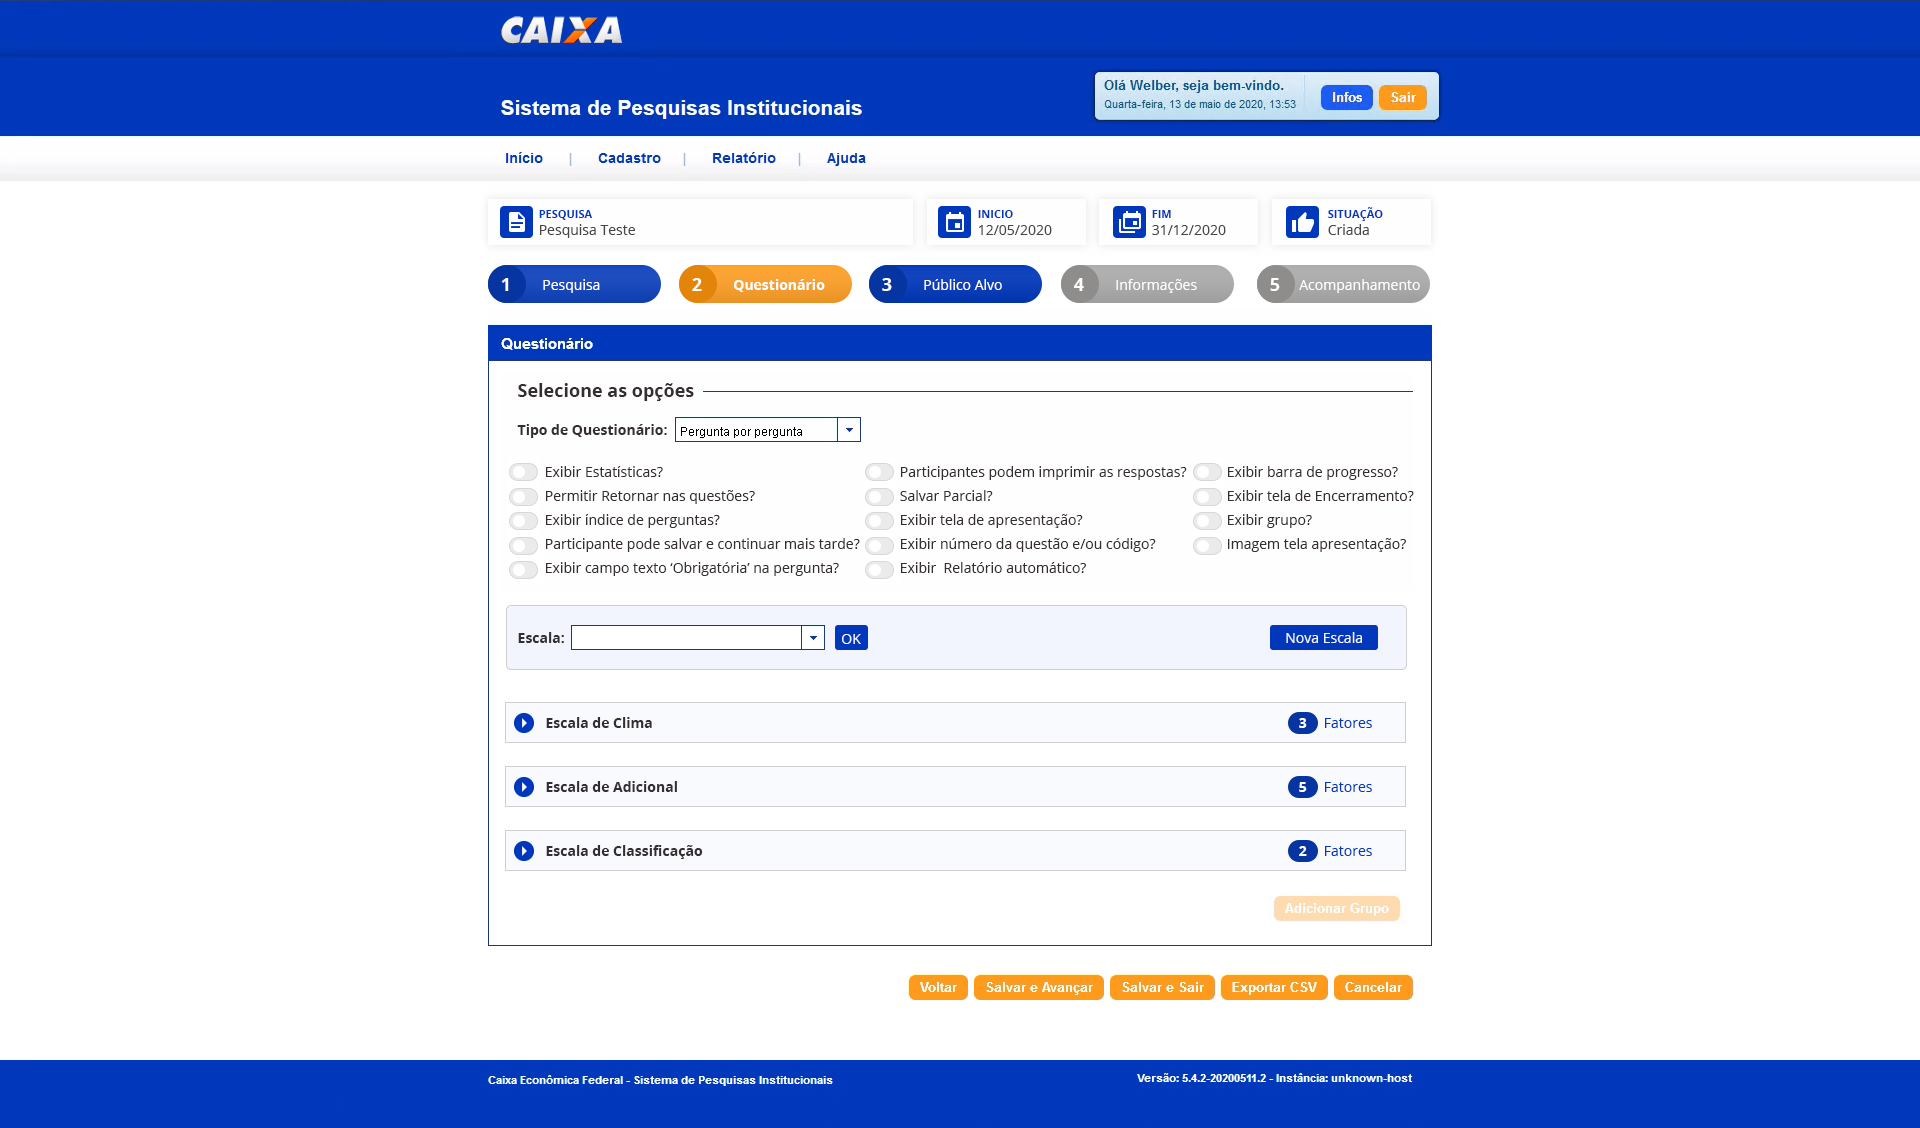 CAIXA
Sistema de Pesquisas Institucionais
Olá Welber, seja bem-vindo.
Quarta-feira, 13 de maio de 2020, 13:53
Infos
Sair
Início | Cadastro | Relatório | Ajuda
PESQUISA
Pesquisa Teste
INICIO
12/05/2020
FIM
31/12/2020
SITUAÇÃO
Criada
1 Pesquisa
2 Questionário
3 Público Alvo
4 Informações
5 Acompanhamento
Questionário
Selecione as opções
Tipo de Questionário: Pergunta por pergunta
Exibir Estatísticas?
Participantes podem imprimir as respostas?
Exibir barra de progresso?
Permitir Retornar nas questões?
Salvar Parcial?
Exibir tela de Encerramento?
Exibir índice de perguntas?
Exibir tela de apresentação?
Exibir grupo?
Participante pode salvar e continuar mais tarde?
Exibir número da questão e/ou código?
Imagem tela apresentação?
Exibir campo texto ‘Obrigatória’ na pergunta?
Exibir Relatório automático?
Escala: OK
Nova Escala
Escala de Clima
3 Fatores
Escala de Adicional
5 Fatores
Escala de Classificação
2 Fatores
Adicionar Grupo
Voltar
Salvar e Avançar
Salvar e Sair
Exportar CSV
Cancelar
Caixa Econômica Federal - Sistema de Pesquisas Institucionais
Versão: 5.4.2-20200511.2 - Instância: unknown-host